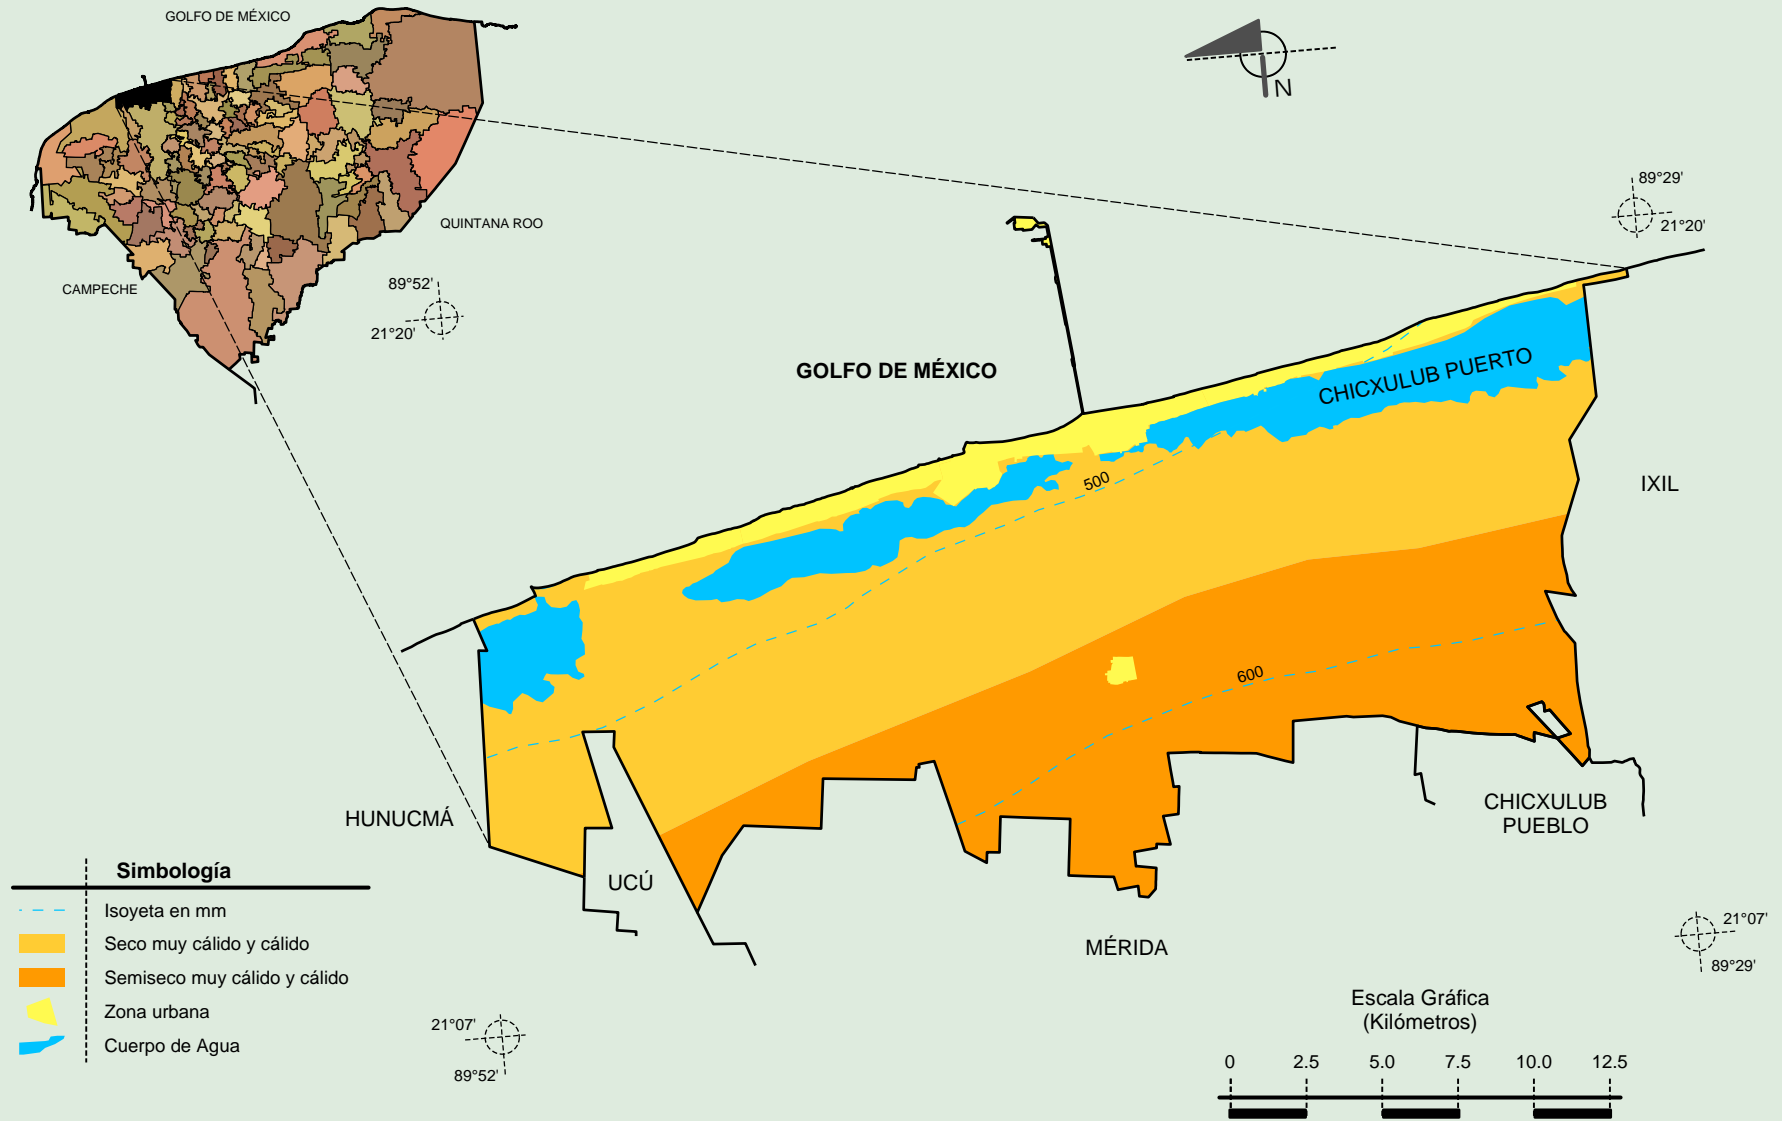 GOLFO DE MÉXICO
N
89°29'
21°20'
QUINTANA ROO
CAMPECHE
89°52'
21°20'
GOLFO DE MÉXICO
CHICXULUB PUERTO
500
IXIL
600
HUNUCMÁ
CHICXULUB
PUEBLO
UCÚ
MÉRIDA
Simbología
Isoyeta en mm
Seco muy cálido y cálido
Semiseco muy cálido y cálido
Zona urbana
Cuerpo de Agua
21°07'
89°52'
21°07'
89°29'
Escala Gráfica
(Kilómetros)
0 2.5 5.0 7.5 10.0 12.5